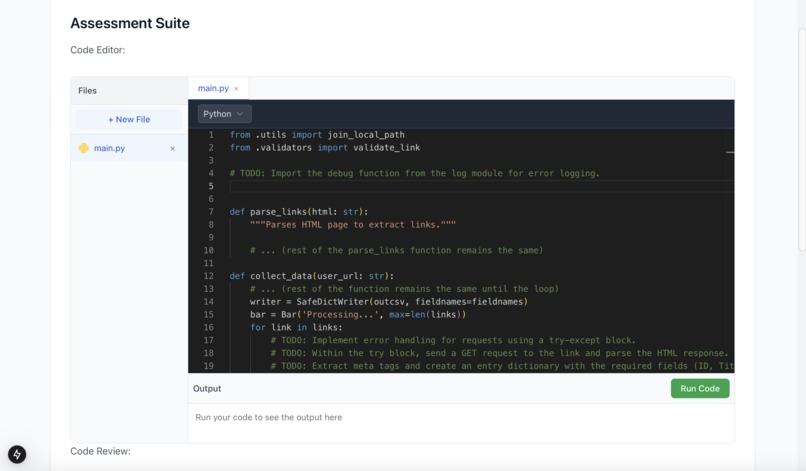 Assessment Suite
Code Editor:
Files
main.py ×
+ New File
Python
main.py ×
1 from .utils import join_local_path
2 from .validators import validate_link
3
4 # TODO: Import the debug function from the log module for error logging.
5
6
7 def parse_links(html: str):
8 """Parses HTML page to extract links."""
9
10 # ... (rest of the parse_links function remains the same)
11
12 def collect_data(user_url: str):
13 # ... (rest of the function remains the same until the loop)
14 writer = SafeDictWriter(outcsv, fieldnames=fieldnames)
15 bar = Bar('Processing...', max=len(links))
16 for link in links:
17 # TODO: Implement error handling for requests using a try-except block.
18 # TODO: Within the try block, send a GET request to the link and parse the HTML response.
19 # TODO: Extract meta tags and create an entry dictionary with the required fields (ID, Tit
Output
Run Code
Run your code to see the output here
Code Review: